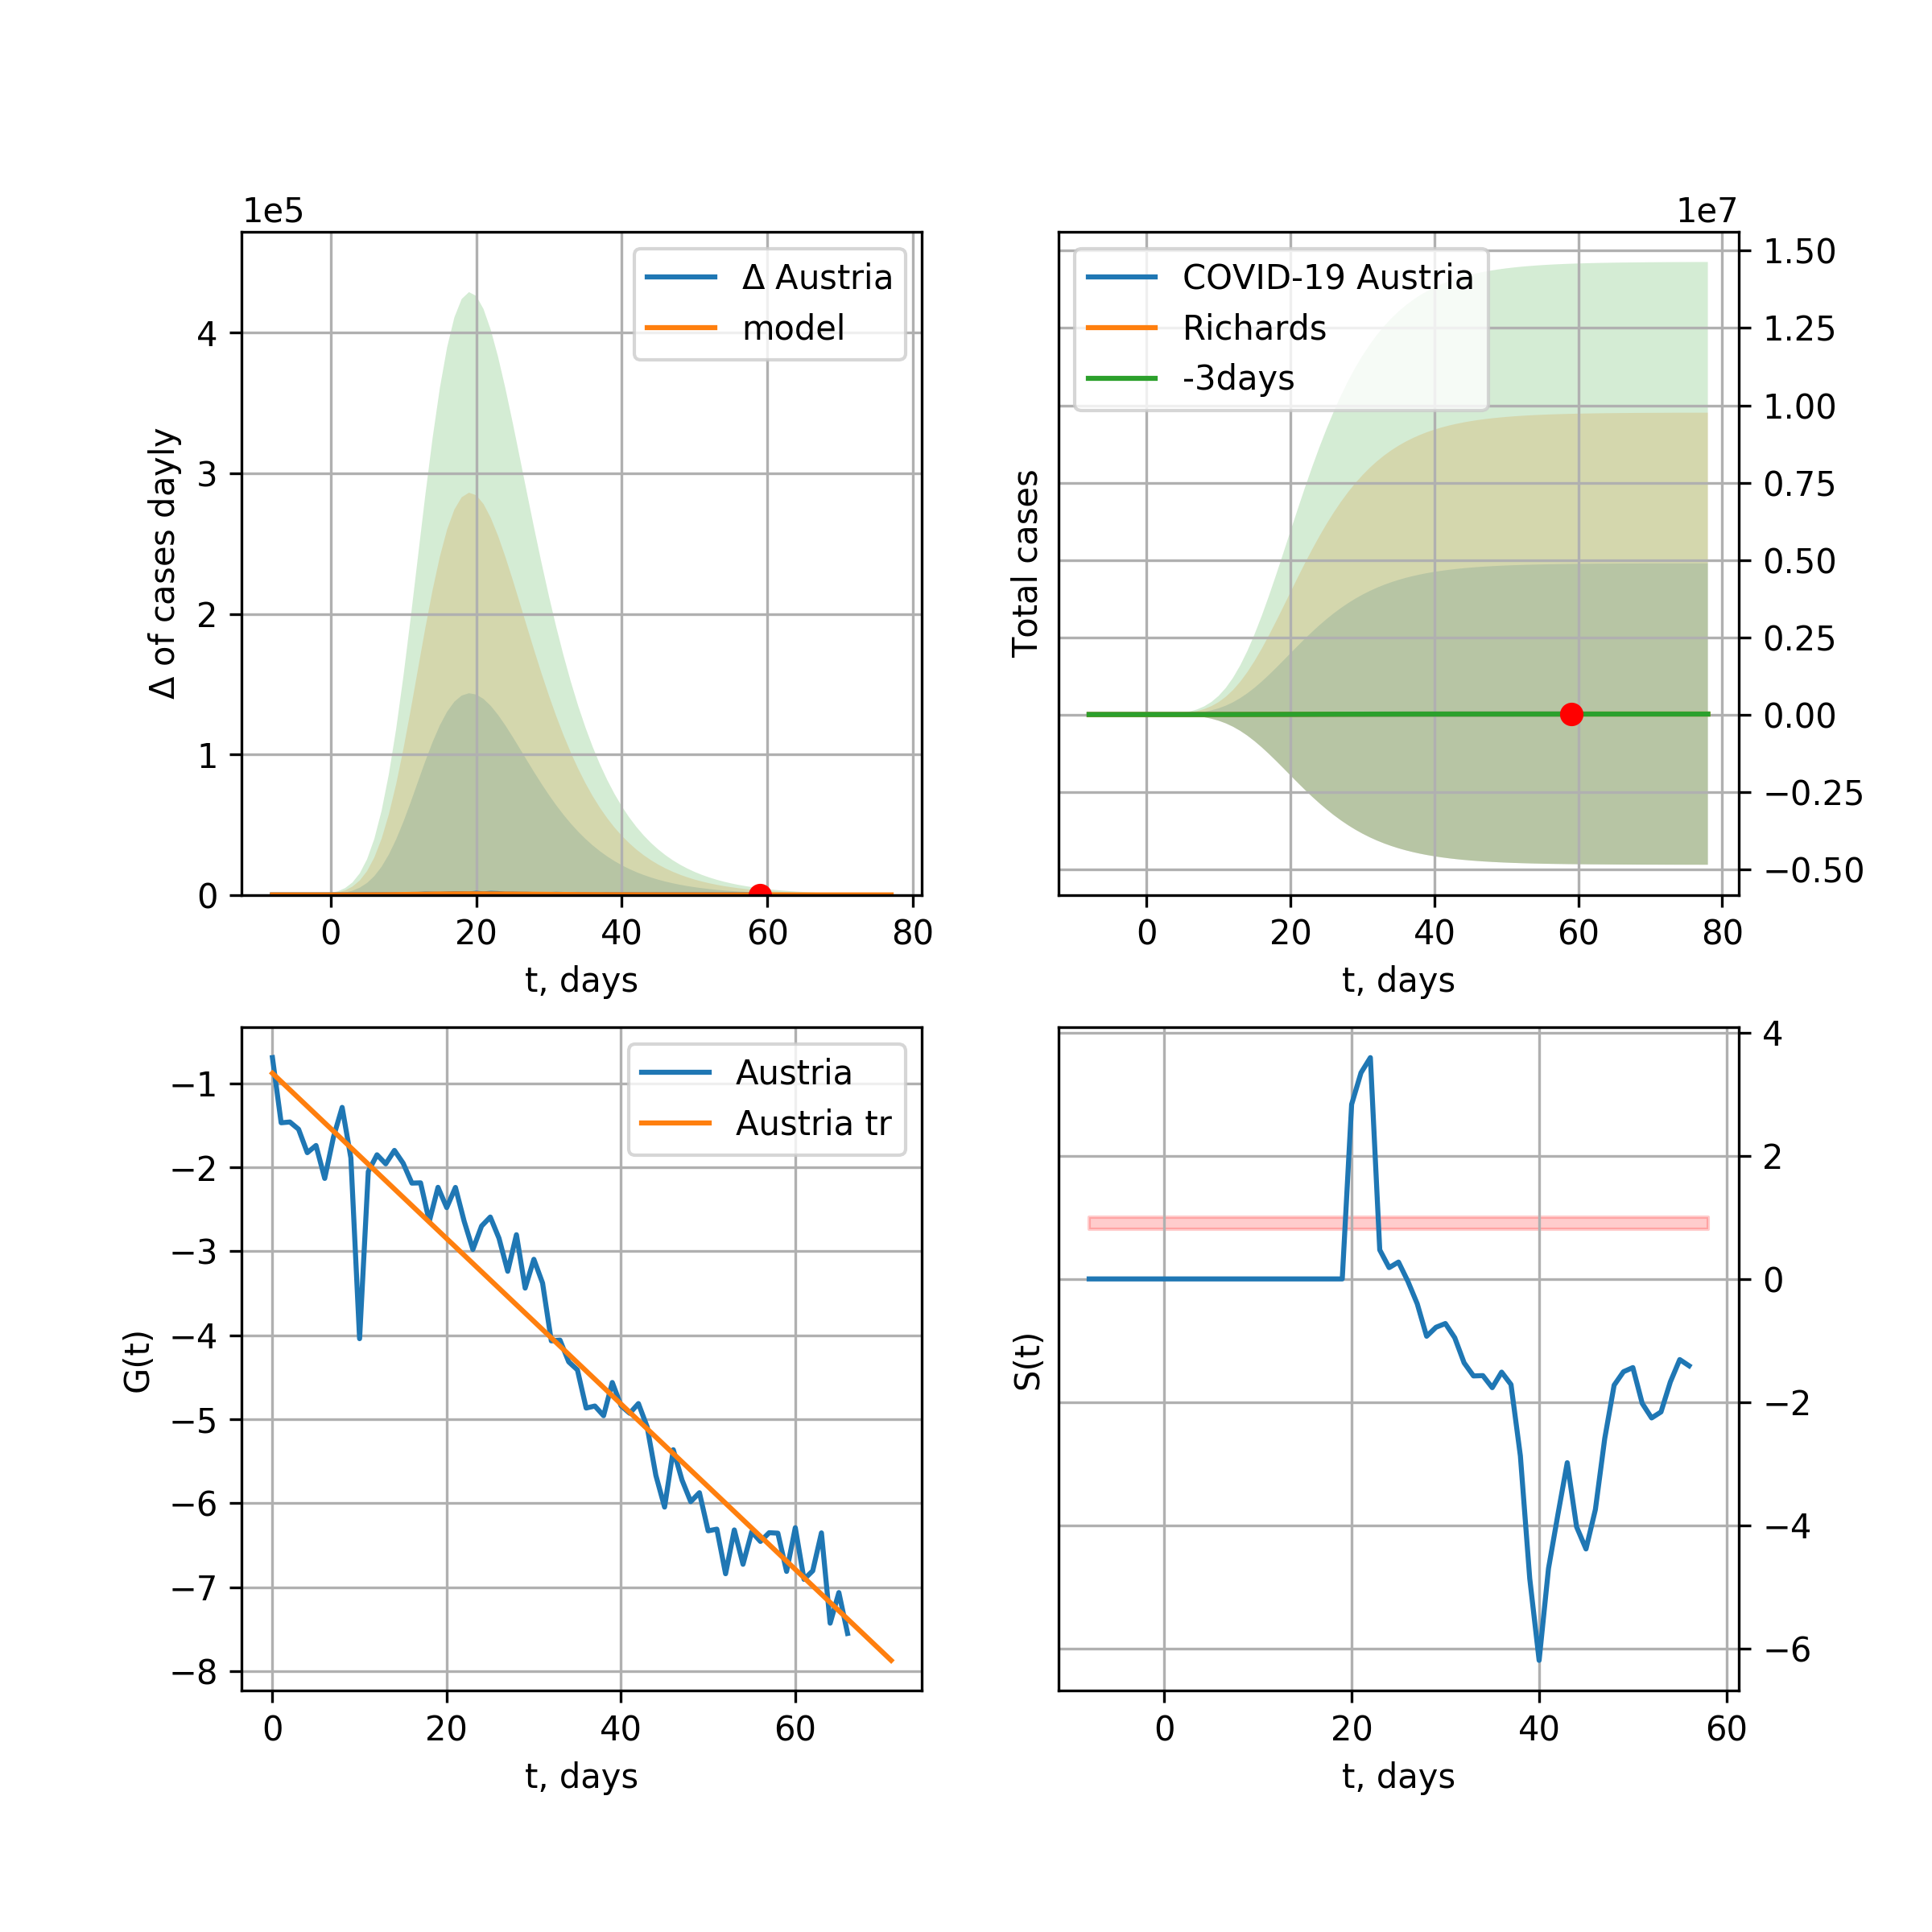 1e5
Δ of cases dayly
4
3
2
1
0
0 20 40 60 80
t, days
Δ Austria
model
1e7
Total cases
1.50
1.25
1.00
0.75
0.50
0.25
0.00
−0.25
−0.50
0 20 40 60 80
t, days
COVID-19 Austria
Richards
-3days
G(t)
−1
−2
−3
−4
−5
−6
−7
−8
0 20 40 60
t, days
Austria
Austria tr
S(t)
4
2
0
−2
−4
−6
0 20 40 60
t, days